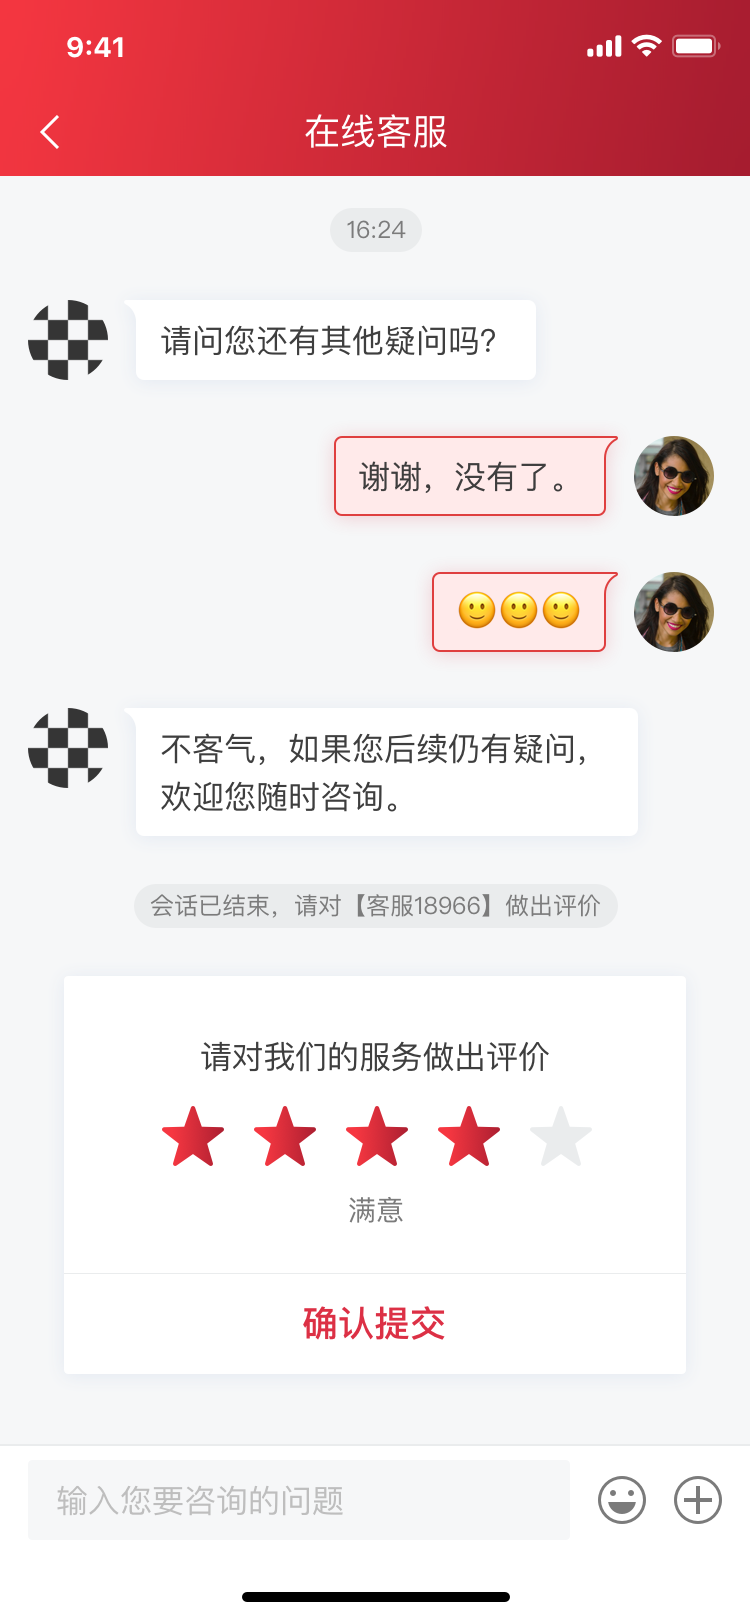 9:41
在线客服
16:24
请问您还有其他疑问吗?
谢谢，没有了。
🙂🙂🙂
不客气，如果您后续仍有疑问，
欢迎您随时咨询。
会话已结束，请对【客服18966】做出评价
请对我们的服务做出评价
满意
确认提交
输入您要咨询的问题